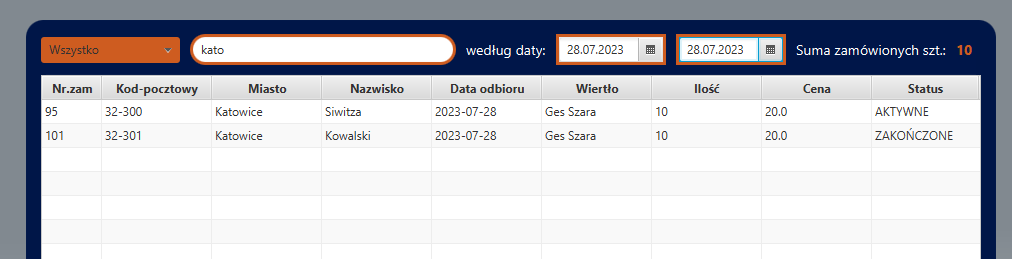 Wszystko kato według daty: 28.07.2023 28.07.2023 Suma zamówionych szt.: 10
Nr.zam Kod-pocztowy Miasto Nazwisko Data odbioru Wiertło Ilość Cena Status
95 32-300 Katowice Siwitza 2023-07-28 Ges Szara 10 20.0 AKTYWNE
101 32-301 Katowice Kowalski 2023-07-28 Ges Szara 10 20.0 ZAKOŃCZONE